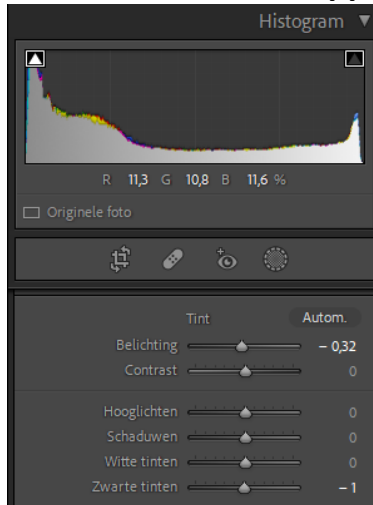 Histogram
R 11,3 G 10,8 B 11,6 %
Originele foto
Tint Autom.
Belichting – 0,32
Contrast 0
Hooglichten 0
Schaduwen 0
Witte tinten 0
Zwarte tinten – 1